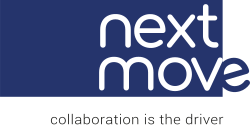 next
move
collaboration is the driver